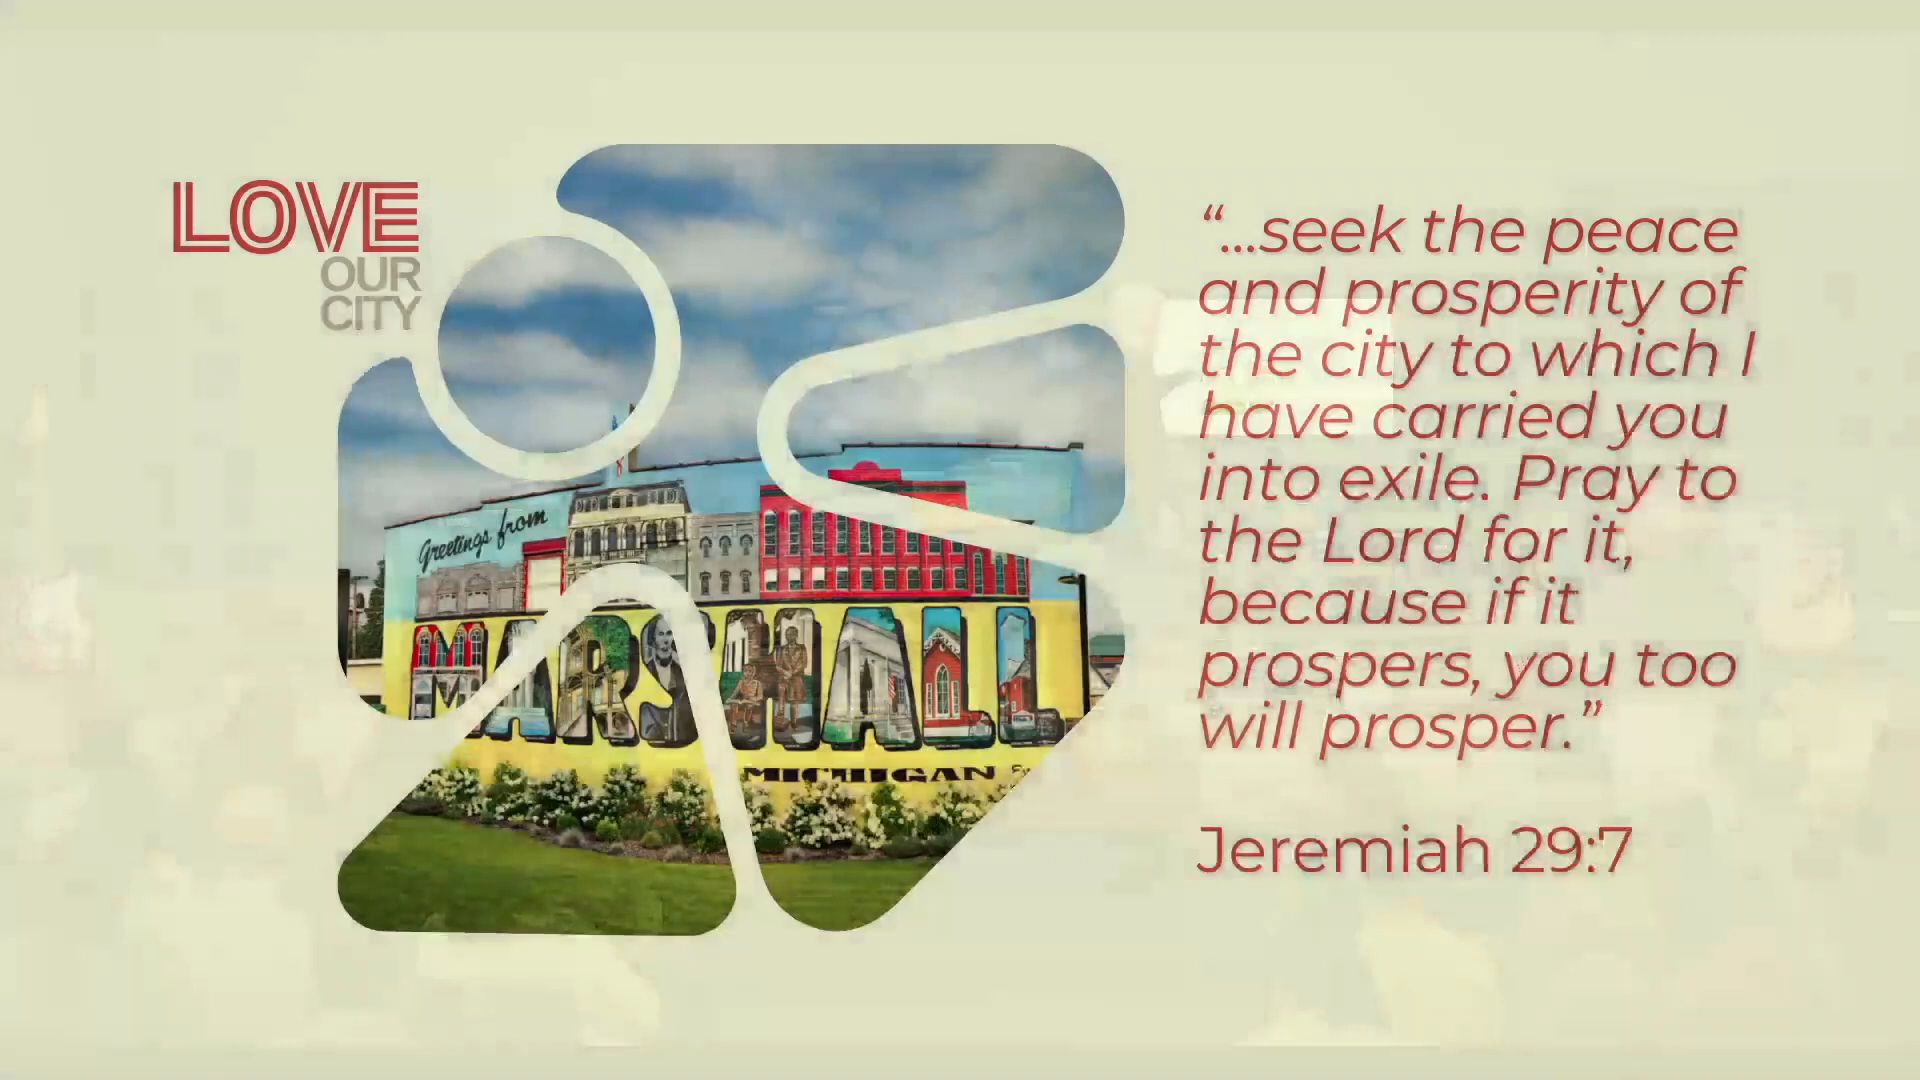 LOVE
OUR
CITY
Greetings from
MARSHALL
MICHIGAN
“...seek the peace
and prosperity of
the city to which I
have carried you
into exile. Pray to
the Lord for it,
because if it
prospers, you too
will prosper.”
Jeremiah 29:7